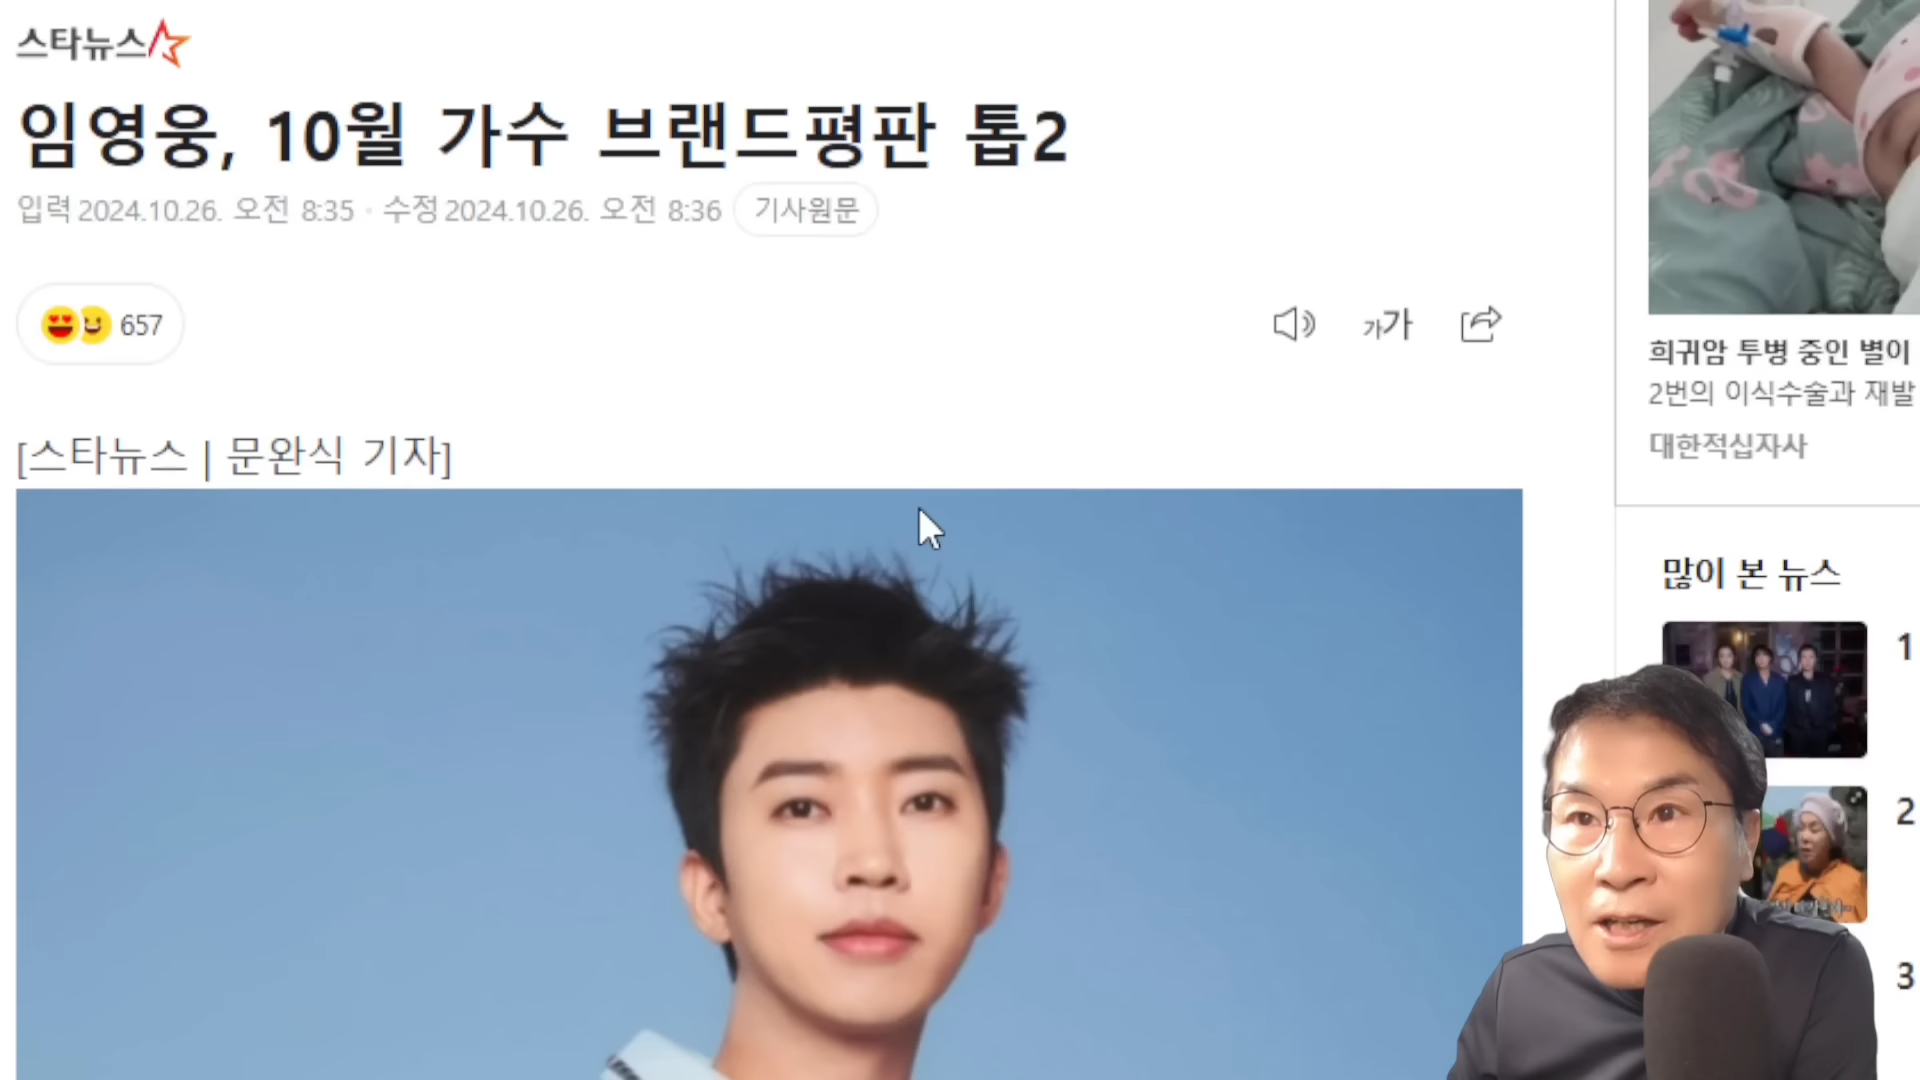 스타뉴스
임영웅, 10월 가수 브랜드평판 톱2
입력 2024.10.26. 오전 8:35 · 수정 2024.10.26. 오전 8:36 기사원문
657
가가
[스타뉴스 | 문완식 기자]
희귀암 투병 중인 별이
2번의 이식수술과 재발
대한적십자사
많이 본 뉴스
1
2
3